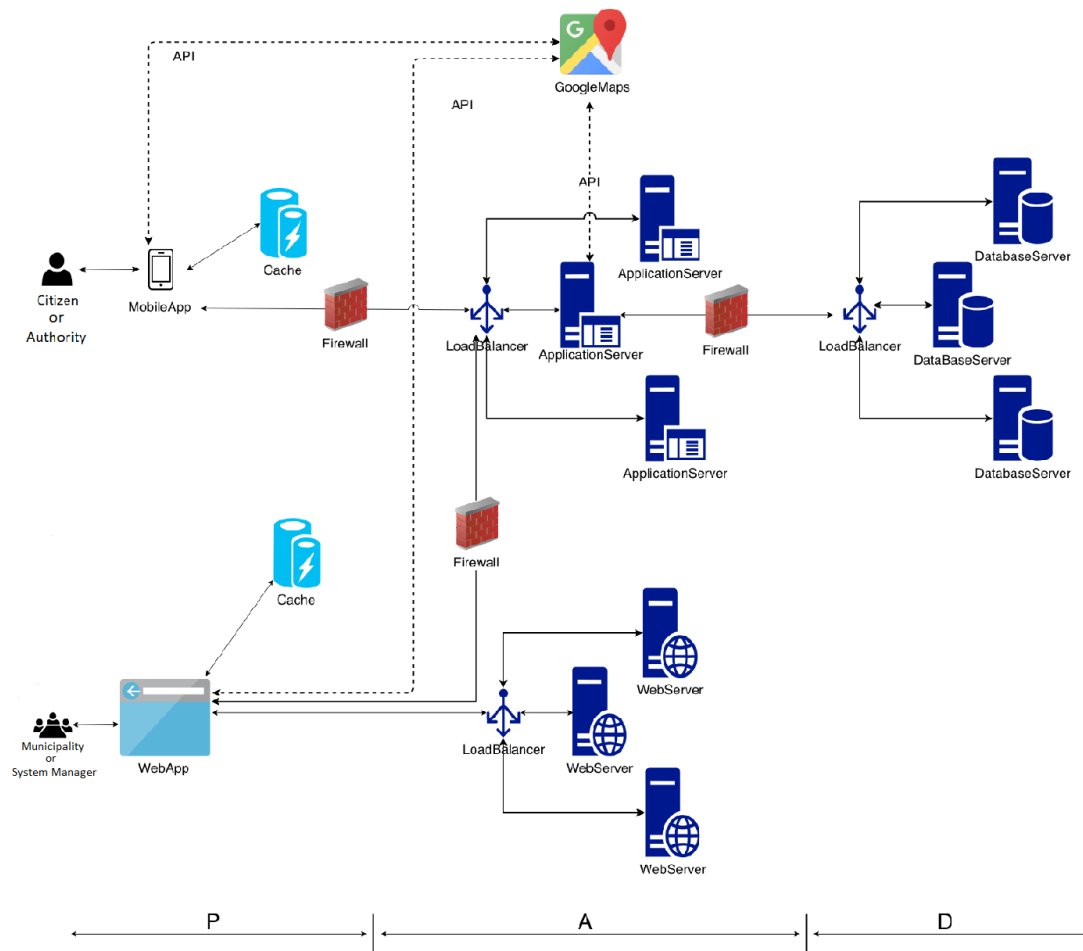 G
GoogleMaps
API
API
API
Cache
Citizen
or
Authority
MobileApp
Firewall
LoadBalancer
ApplicationServer
ApplicationServer
ApplicationServer
Firewall
LoadBalancer
DatabaseServer
DataBaseServer
DatabaseServer
Firewall
Cache
Municipality
or
System Manager
WebApp
LoadBalancer
WebServer
WebServer
WebServer
P
A
D